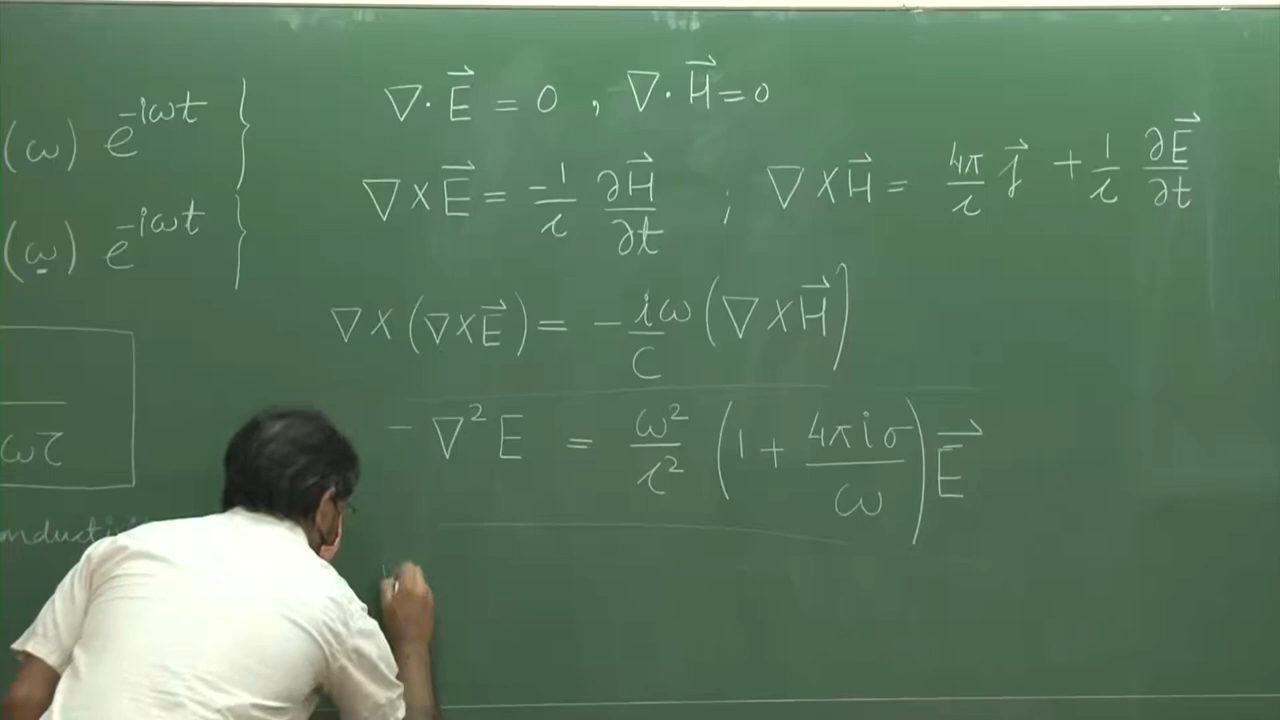 (ω) e^{-iωt} }
(ω) e^{-iωt} }
ωτ
∇·E⃗ = 0 , ∇·H⃗ = 0
∇×E⃗ = -1/c ∂H⃗/∂t ; ∇×H⃗ = 4π/c j⃗ + 1/c ∂E⃗/∂t
∇×(∇×E⃗) = - iω/C (∇×H⃗)
- ∇²E = ω²/c² (1 + 4πiσ/ω) E⃗